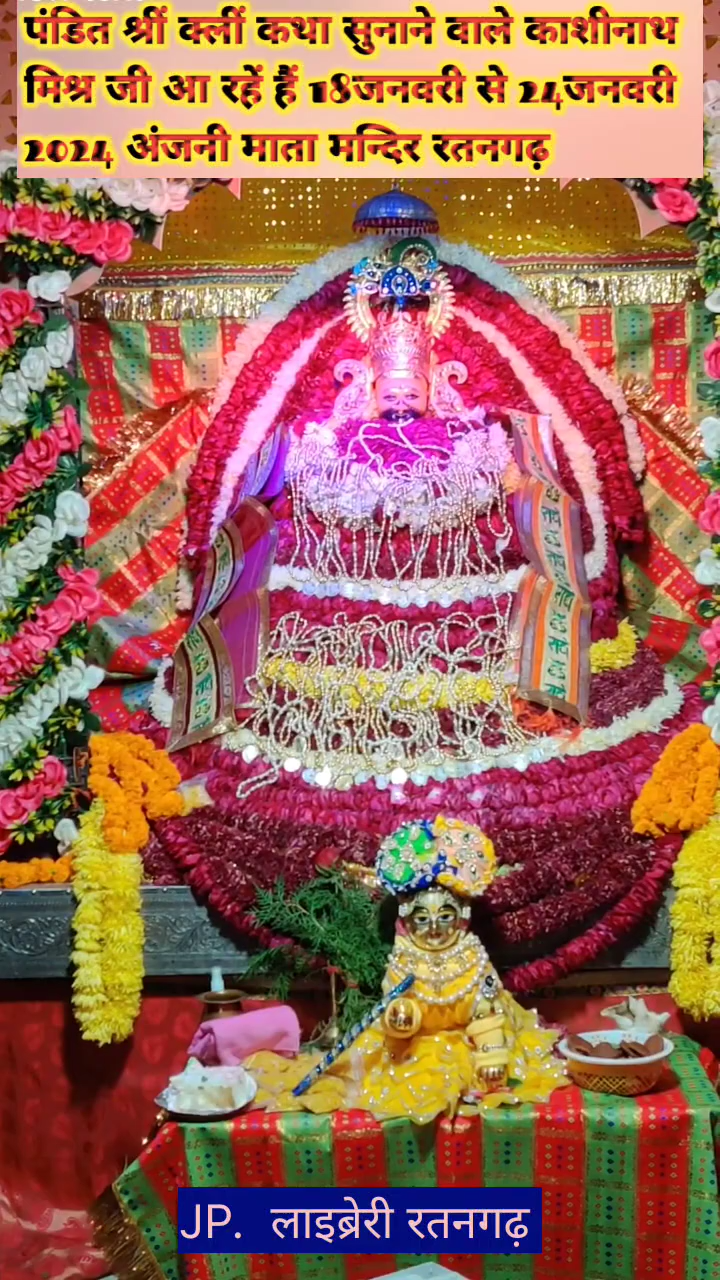 पंडित श्रीं क्लीं कथा सुनाने वाले काशीनाथ
मिश्र जी आ रहें हैं 18जनवरी से 24जनवरी
2024 अंजनी माता मन्दिर रतनगढ़
JP. लाइब्रेरी रतनगढ़